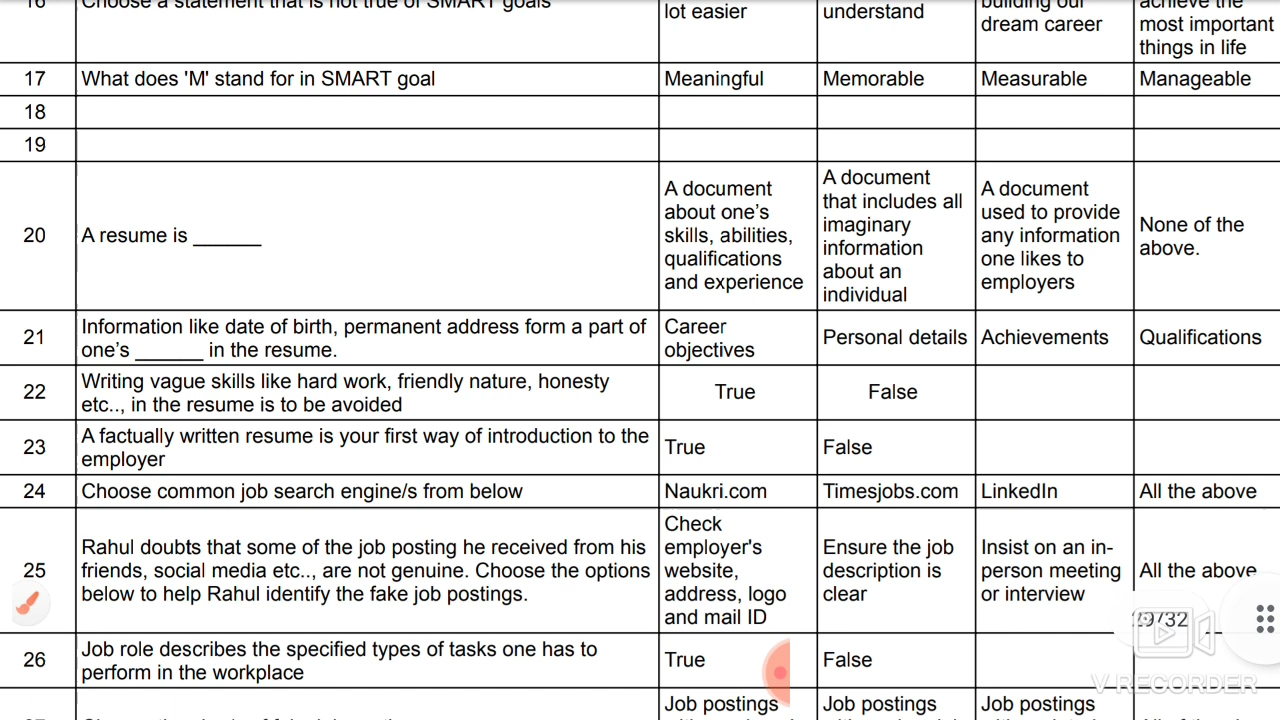 16 Choose a statement that is not true of SMART goals
lot easier
understand
building our
dream career
achieve the
most important
things in life
17 What does 'M' stand for in SMART goal Meaningful Memorable Measurable Manageable
18
19
20 A resume is ______
A document
about one’s
skills, abilities,
qualifications
and experience
A document
that includes all
imaginary
information
about an
individual
A document
used to provide
any information
one likes to
employers
None of the
above.
21
Information like date of birth, permanent address form a part of
one’s ______ in the resume.
Career
objectives
Personal details Achievements Qualifications
22
Writing vague skills like hard work, friendly nature, honesty
etc.., in the resume is to be avoided
True False
23
A factually written resume is your first way of introduction to the
employer
True False
24 Choose common job search engine/s from below Naukri.com Timesjobs.com LinkedIn All the above
25
Rahul doubts that some of the job posting he received from his
friends, social media etc.., are not genuine. Choose the options
below to help Rahul identify the fake job postings.
Check
employer's
website,
address, logo
and mail ID
Ensure the job
description is
clear
Insist on an in-
person meeting
or interview
All the above
29/32
26
Job role describes the specified types of tasks one has to
perform in the workplace
True False
V RECORDER
Job postings Job postings Job postings